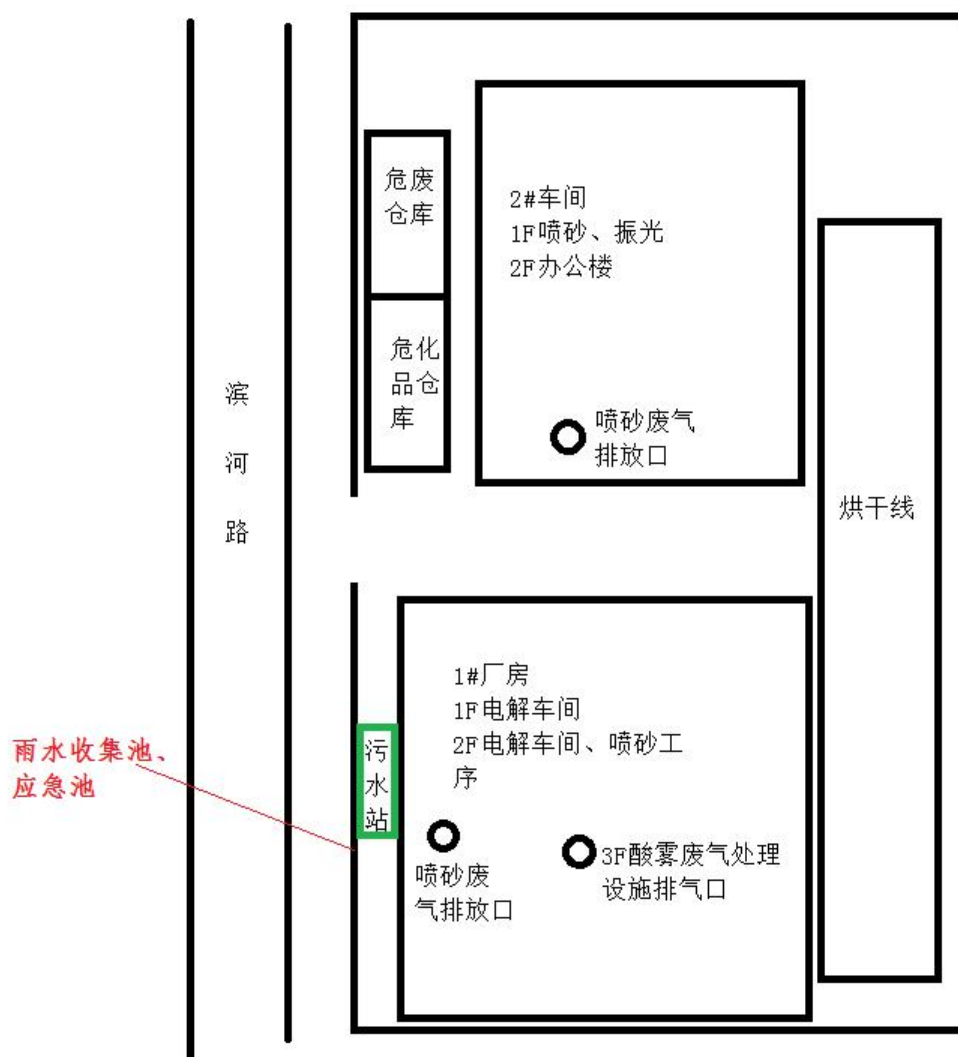 危废
仓库
2#车间
1F喷砂、振光
2F办公楼
危化
品仓
库
滨
河
路
喷砂废气
排放口
烘干线
1#厂房
1F电解车间
2F电解车间、喷砂工
序
雨水收集池、
应急池
污
水
站
喷砂废
气排放口
3F酸雾废气处理
设施排气口